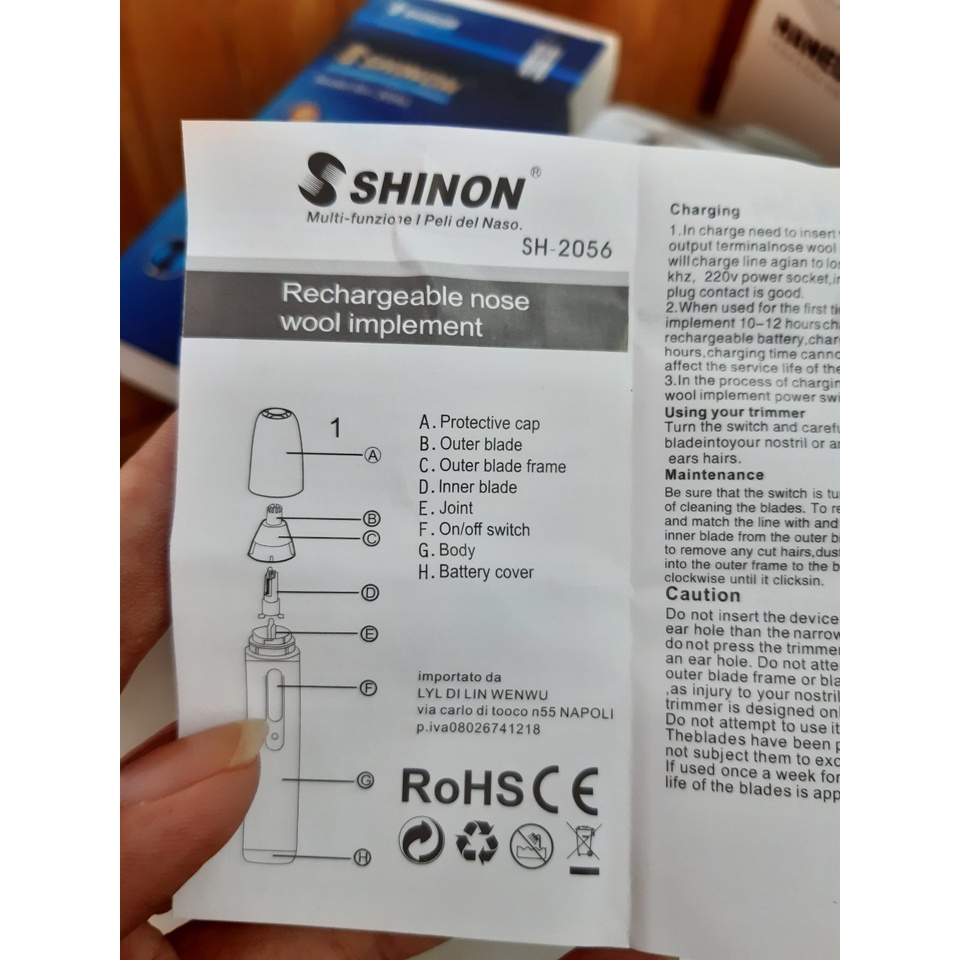 SHINON
SHINON
SHINON®
Multi-funzione I Peli del Naso.
SH-2056
Rechargeable nose
wool implement
1
A
B
C
D
E
F
G
H
A. Protective cap
B. Outer blade
C. Outer blade frame
D. Inner blade
E. Joint
F. On/off switch
G. Body
H. Battery cover
importato da
LYL DI LIN WENWU
via carlo di tooco n55 NAPOLI
p.iva08026741218
RoHS CE
Charging
1.In charge need to insert
output terminalnose wool
willcharge line agian to
khz, 220v power socket,
plug contact is good.
2.When used for the first
implement 10–12 hours
rechargeable battery,
hours,charging time
affect the service life of the
3.In the process of
wool implement power
Using your trimmer
Turn the switch and
bladeintoyour nostril or
ears hairs.
Maintenance
Be sure that the switch is
of cleaning the blades. To
and match the line with and
inner blade from the outer
to remove any cut hairs,
into the outer frame to the
clockwise until it clicksin.
Caution
Do not insert the device
ear hole than the
do not press the
an ear hole. Do not
outer blade frame or
,as injury to your
trimmer is designed
Do not attempt to use it
Theblades have been
not subject them to
If used once a week for
life of the blades is